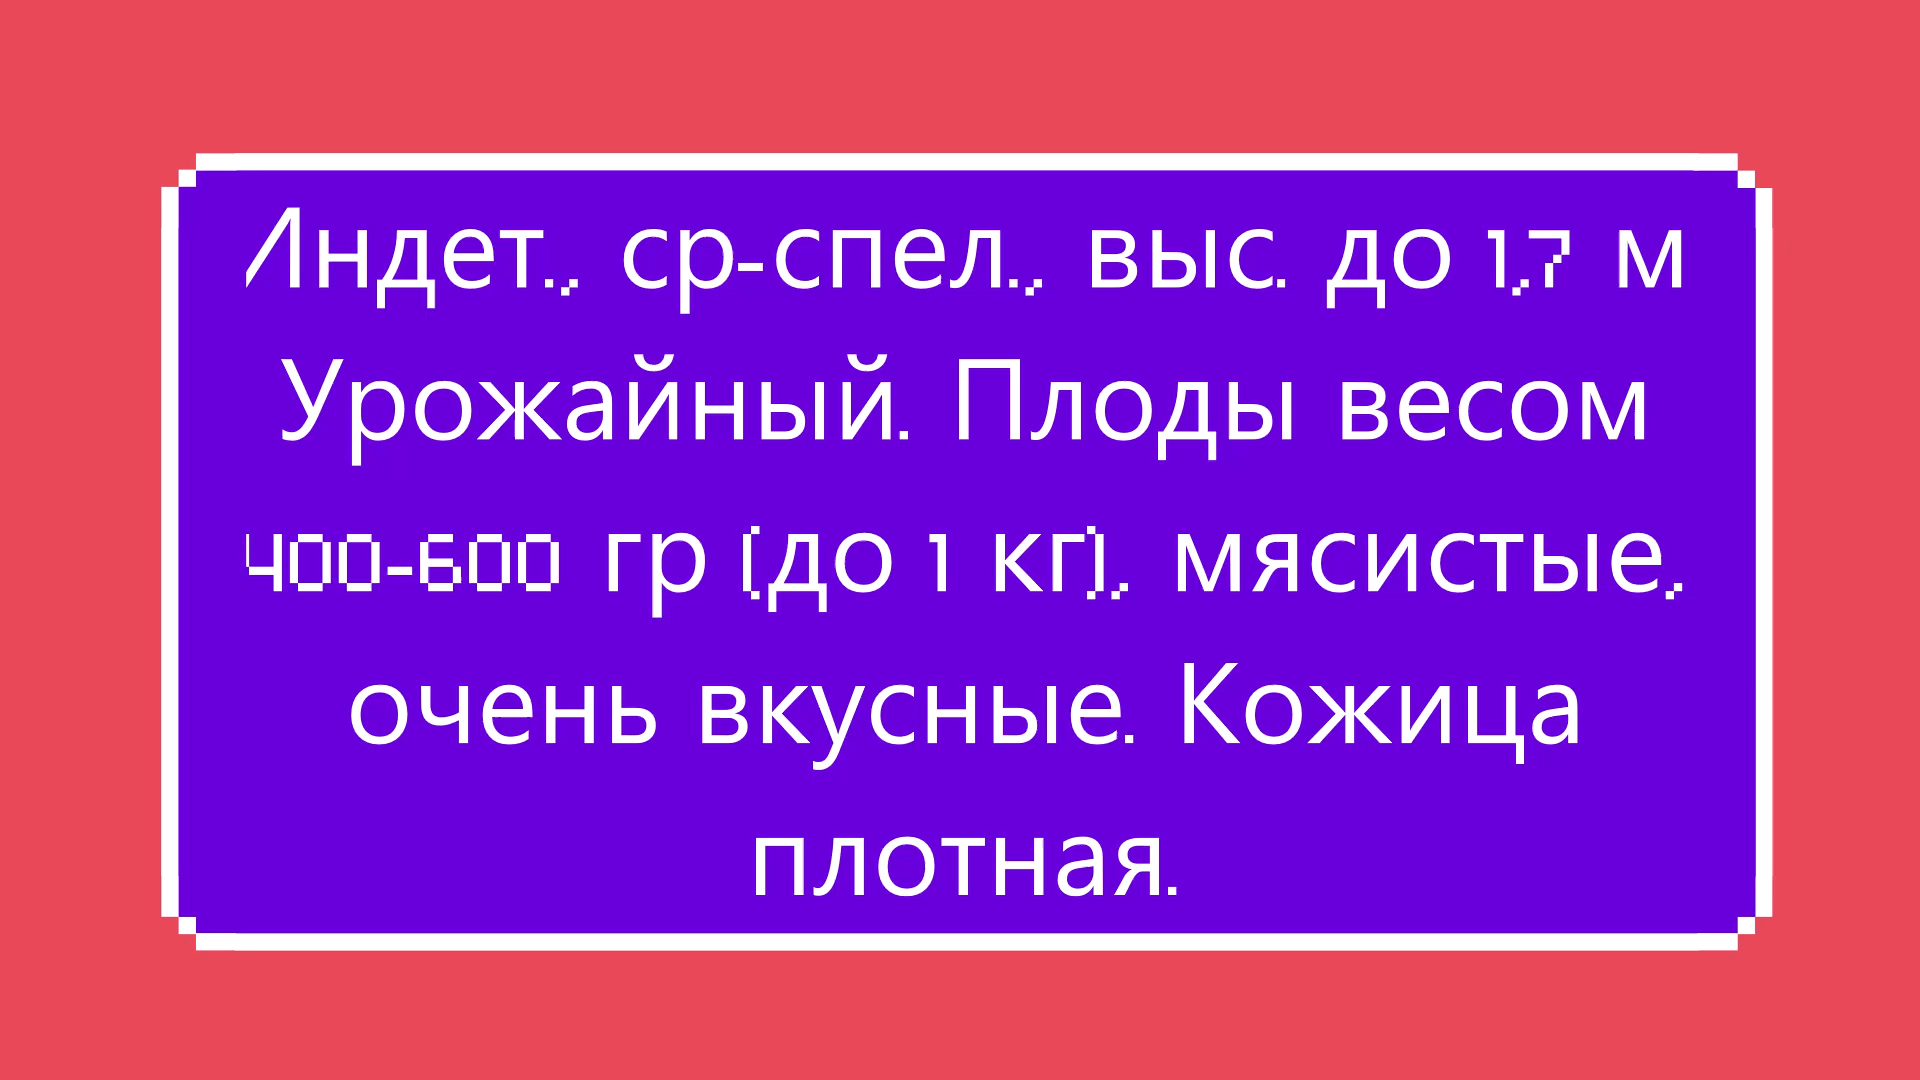 Индет., ср-спел., выс. до 1,7 м
Урожайный. Плоды весом
400-600 гр (до 1 кг), мясистые,
очень вкусные. Кожица
плотная.